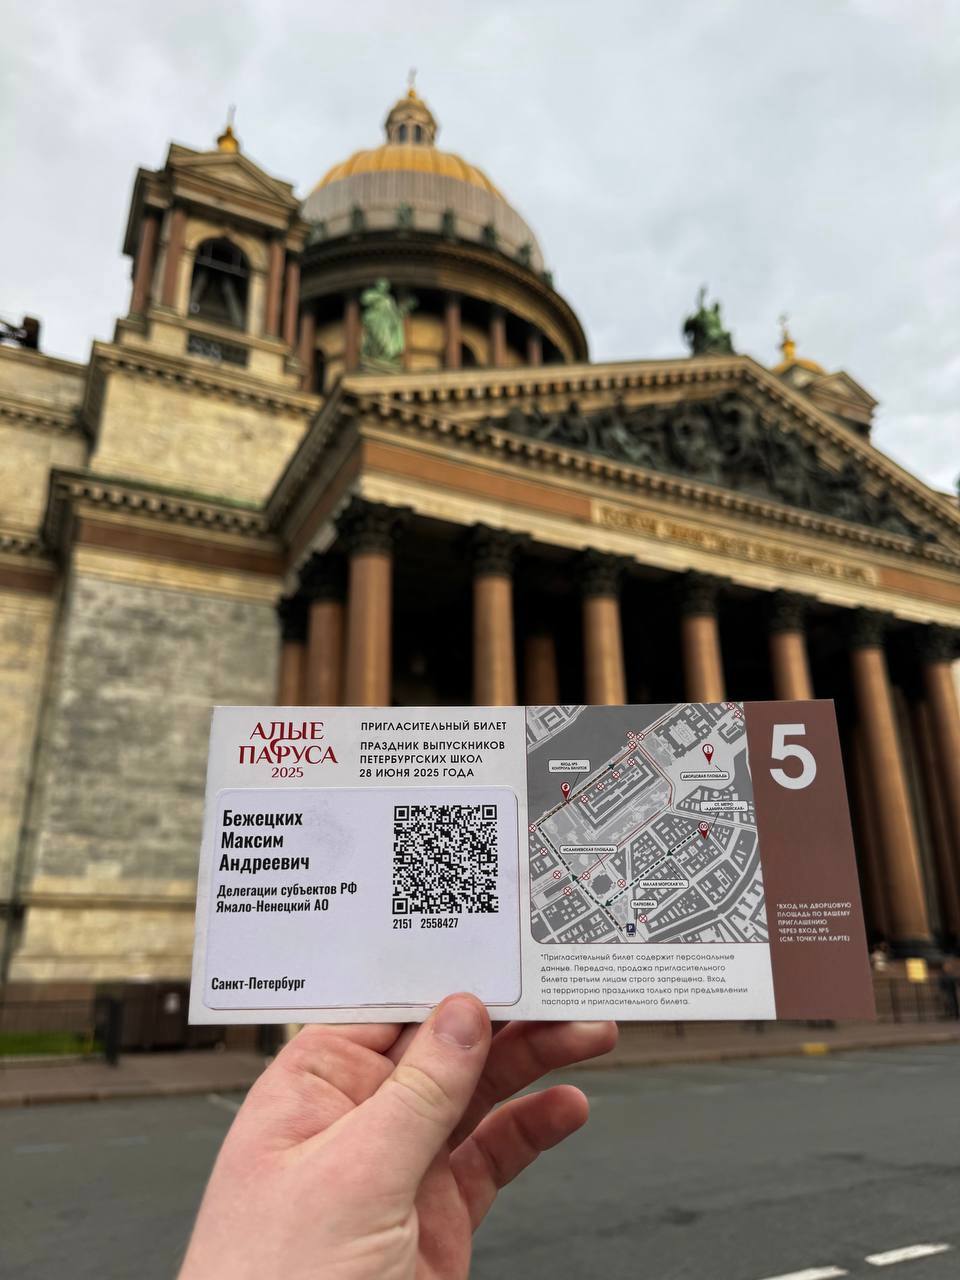 АЛЫЕ
ПАРУСА
2025
ПРИГЛАСИТЕЛЬНЫЙ БИЛЕТ
ПРАЗДНИК ВЫПУСКНИКОВ
ПЕТЕРБУРГСКИХ ШКОЛ
28 ИЮНЯ 2025 ГОДА
Бежецких
Максим
Андреевич
Делегации субъектов РФ
Ямало-Ненецкий АО
2151 2558427
Санкт-Петербург
ВХОД №5
КОНТРОЛЬ БИЛЕТОВ
ДВОРЦОВАЯ ПЛОЩАДЬ
СТ. МЕТРО
«АДМИРАЛТЕЙСКАЯ»
ИСААКИЕВСКАЯ ПЛОЩАДЬ
МАЛАЯ МОРСКАЯ УЛ.
ПАРКОВКА
P
*Пригласительный билет содержит персональные
данные. Передача, продажа пригласительного
билета третьим лицам строго запрещена. Вход
на территорию праздника только при предъявлении
паспорта и пригласительного билета.
5
*ВХОД НА ДВОРЦОВУЮ
ПЛОЩАДЬ ПО ВАШЕМУ
ПРИГЛАШЕНИЮ
ЧЕРЕЗ ВХОД №5
(СМ. ТОЧКУ НА КАРТЕ)